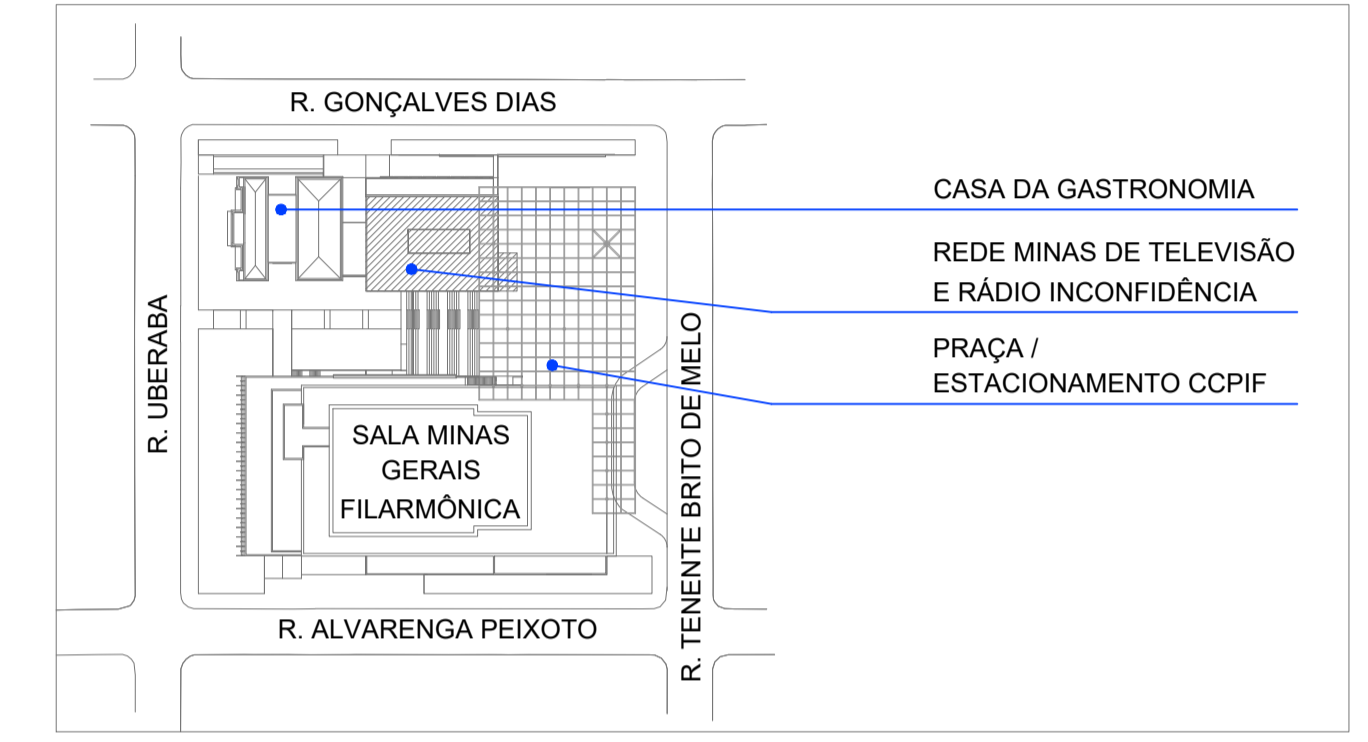 R. GONÇALVES DIAS
CASA DA GASTRONOMIA
REDE MINAS DE TELEVISÃO
E RÁDIO INCONFIDÊNCIA
PRAÇA /
ESTACIONAMENTO CCPIF
R. UBERABA
R. TENENTE BRITO DE MELO
SALA MINAS
GERAIS
FILARMÔNICA
R. ALVARENGA PEIXOTO